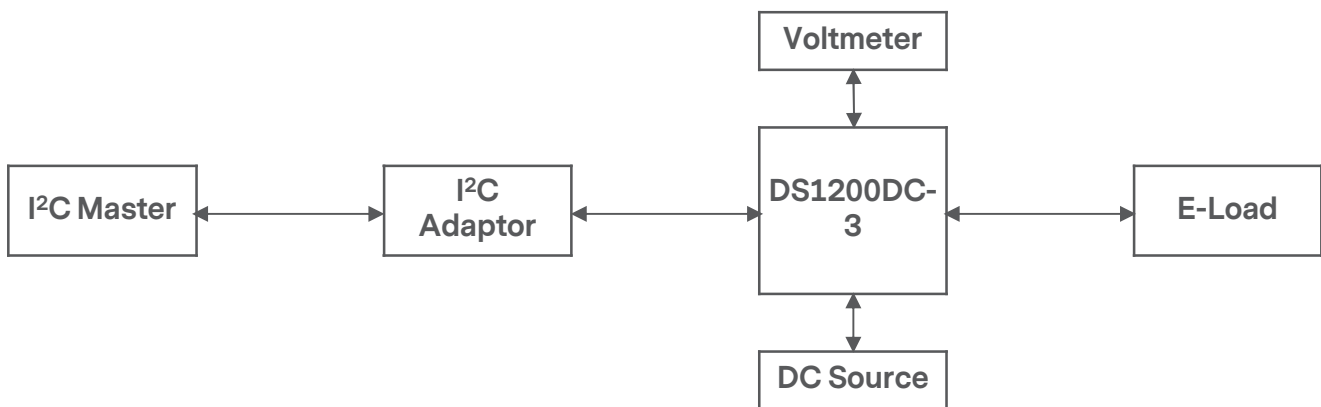 Voltmeter
I²C Master
I²C
Adaptor
DS1200DC-
3
E-Load
DC Source